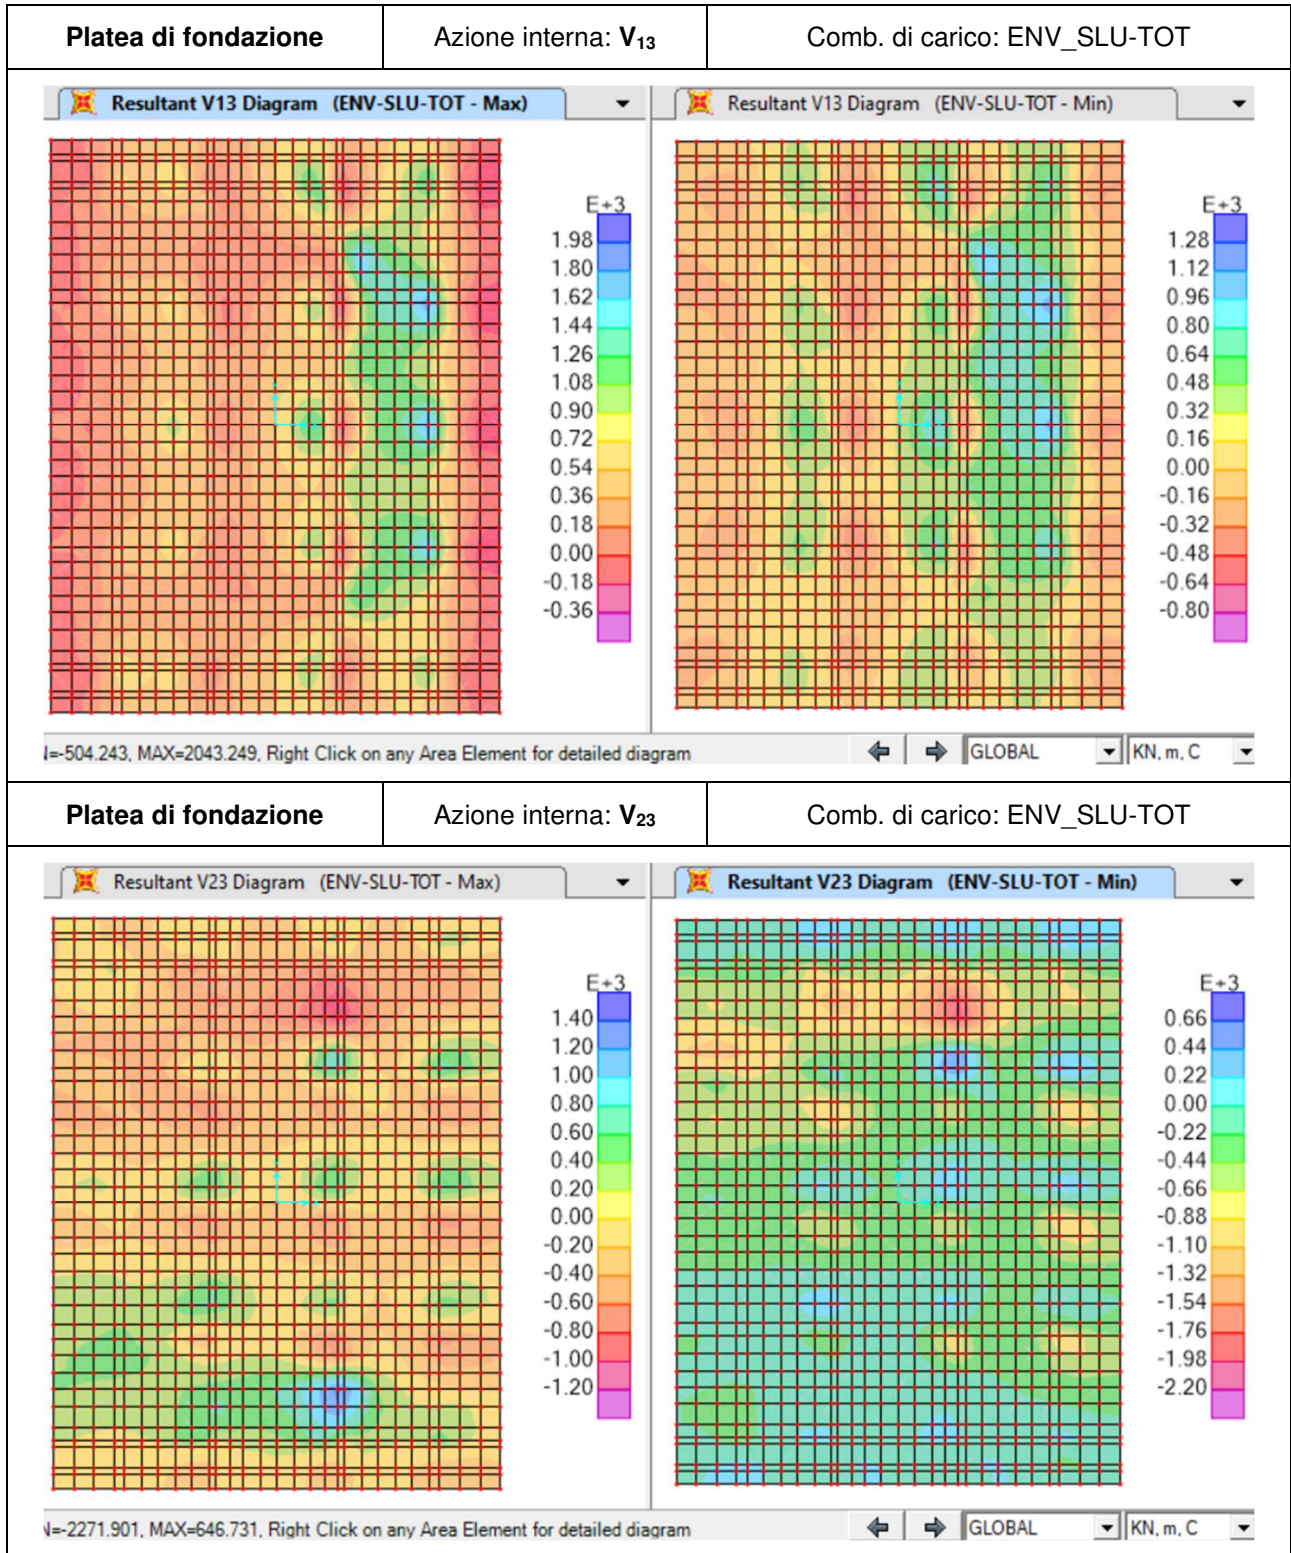 Platea di fondazione
Azione interna: V13
Comb. di carico: ENV_SLU-TOT
Resultant V13 Diagram (ENV-SLU-TOT - Max)
Resultant V13 Diagram (ENV-SLU-TOT - Min)
E+3
1.98
1.80
1.62
1.44
1.26
1.08
0.90
0.72
0.54
0.36
0.18
0.00
-0.18
-0.36
E+3
1.28
1.12
0.96
0.80
0.64
0.48
0.32
0.16
0.00
-0.16
-0.32
-0.48
-0.64
-0.80
N=-504.243, MAX=2043.249, Right Click on any Area Element for detailed diagram
GLOBAL
KN, m, C
Platea di fondazione
Azione interna: V23
Comb. di carico: ENV_SLU-TOT
Resultant V23 Diagram (ENV-SLU-TOT - Max)
Resultant V23 Diagram (ENV-SLU-TOT - Min)
E+3
1.40
1.20
1.00
0.80
0.60
0.40
0.20
0.00
-0.20
-0.40
-0.60
-0.80
-1.00
-1.20
E+3
0.66
0.44
0.22
0.00
-0.22
-0.44
-0.66
-0.88
-1.10
-1.32
-1.54
-1.76
-1.98
-2.20
N=-2271.901, MAX=646.731, Right Click on any Area Element for detailed diagram
GLOBAL
KN, m, C